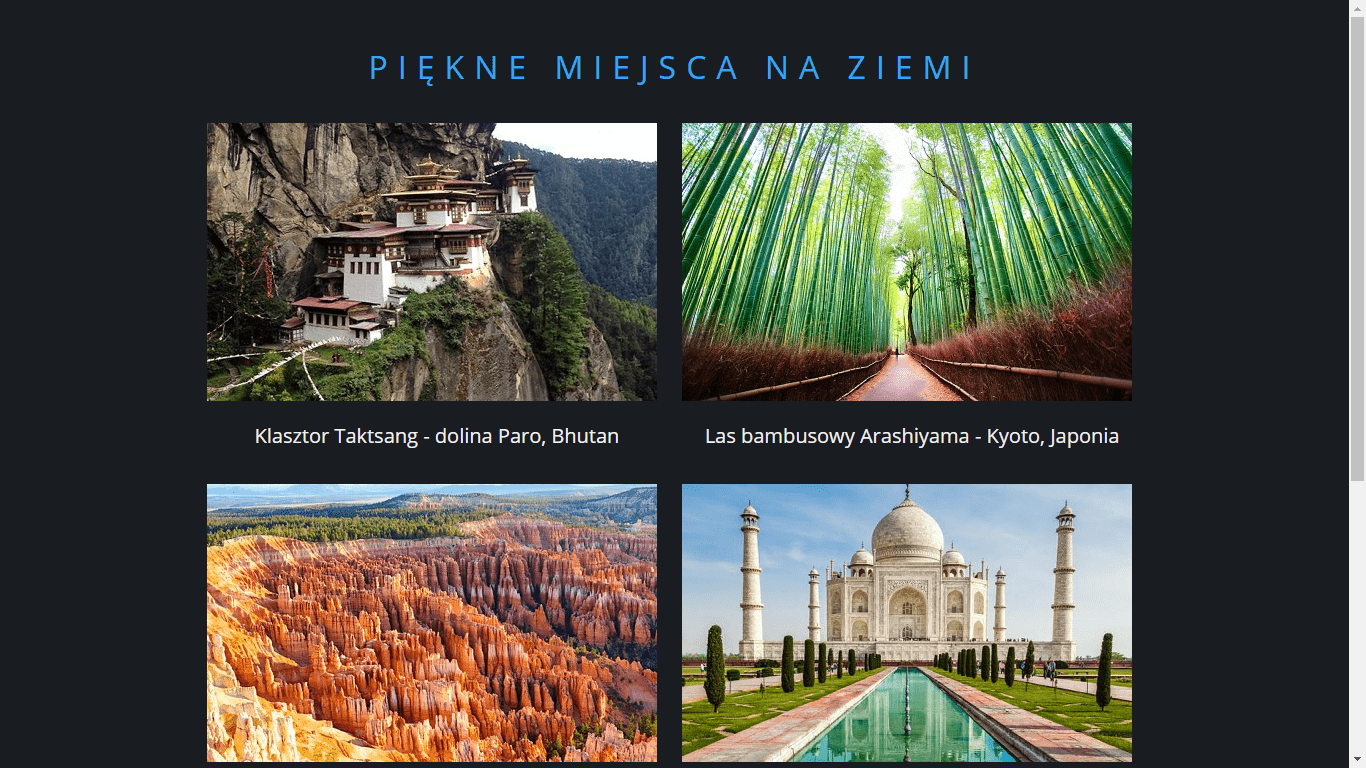 PIĘKNE MIEJSCA NA ZIEMI
Klasztor Taktsang - dolina Paro, Bhutan
Las bambusowy Arashiyama - Kyoto, Japonia